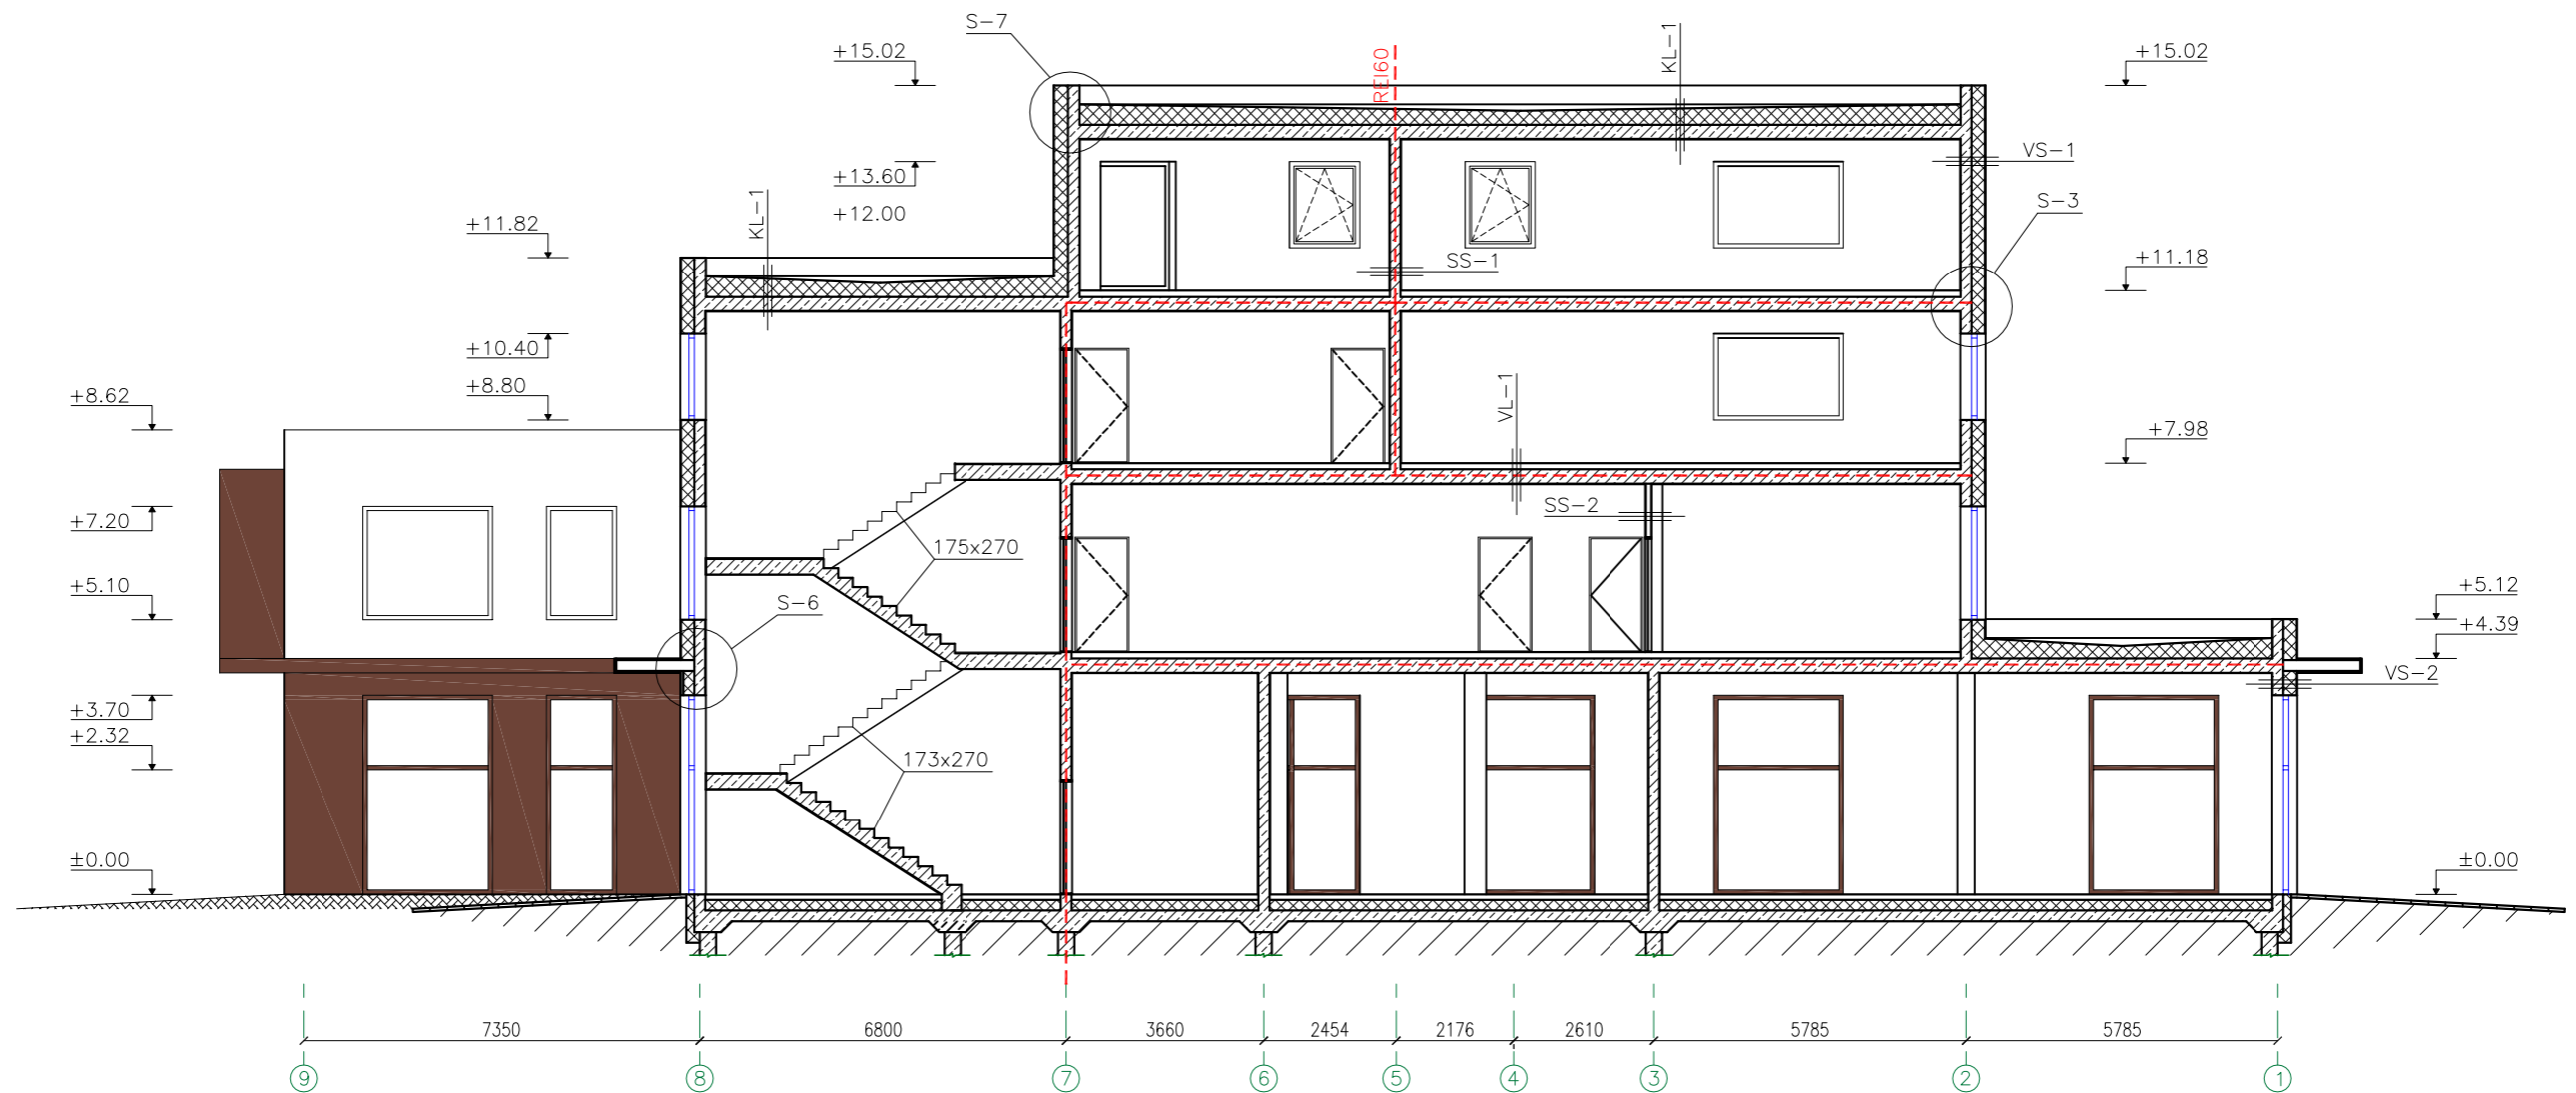 S-7
+15.02
REI60
KL-1
+15.02
+13.60
VS-1
+12.00
KL-1
S-3
+11.82
SS-1
+11.18
+10.40
+8.80
+8.62
VL-1
+7.98
+7.20
SS-2
175x270
+5.10
S-6
+5.12
+4.39
VS-2
+3.70
+2.32
173x270
±0.00
±0.00
7350
6800
3660
2454
2176
2610
5785
5785
9
8
7
6
5
4
3
2
1